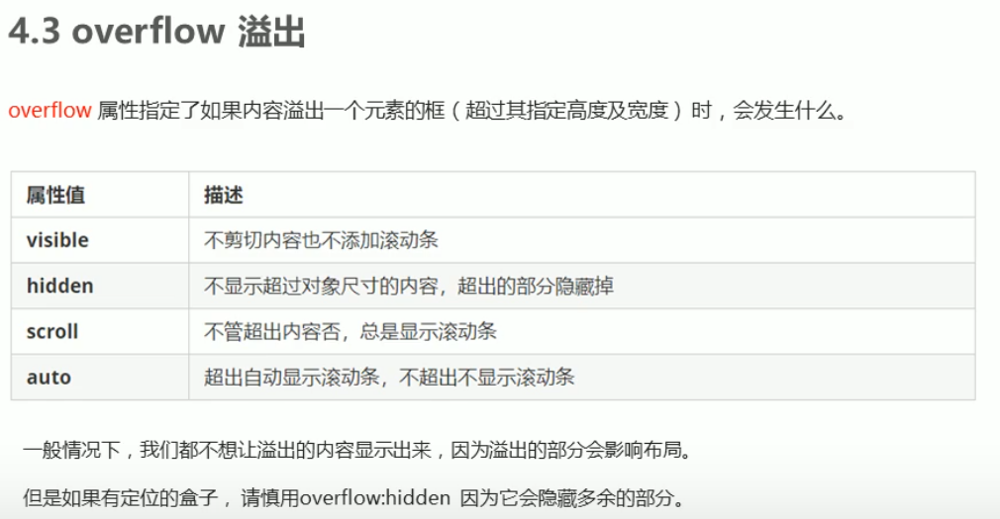 4.3 overflow 溢出
overflow 属性指定了如果内容溢出一个元素的框（超过其指定高度及宽度）时，会发生什么。
属性值 描述
visible 不剪切内容也不添加滚动条
hidden 不显示超过对象尺寸的内容，超出的部分隐藏掉
scroll 不管超出内容否，总是显示滚动条
auto 超出自动显示滚动条，不超出不显示滚动条
一般情况下，我们都不想让溢出的内容显示出来，因为溢出的部分会影响布局。
但是如果有定位的盒子，请慎用overflow:hidden 因为它会隐藏多余的部分。